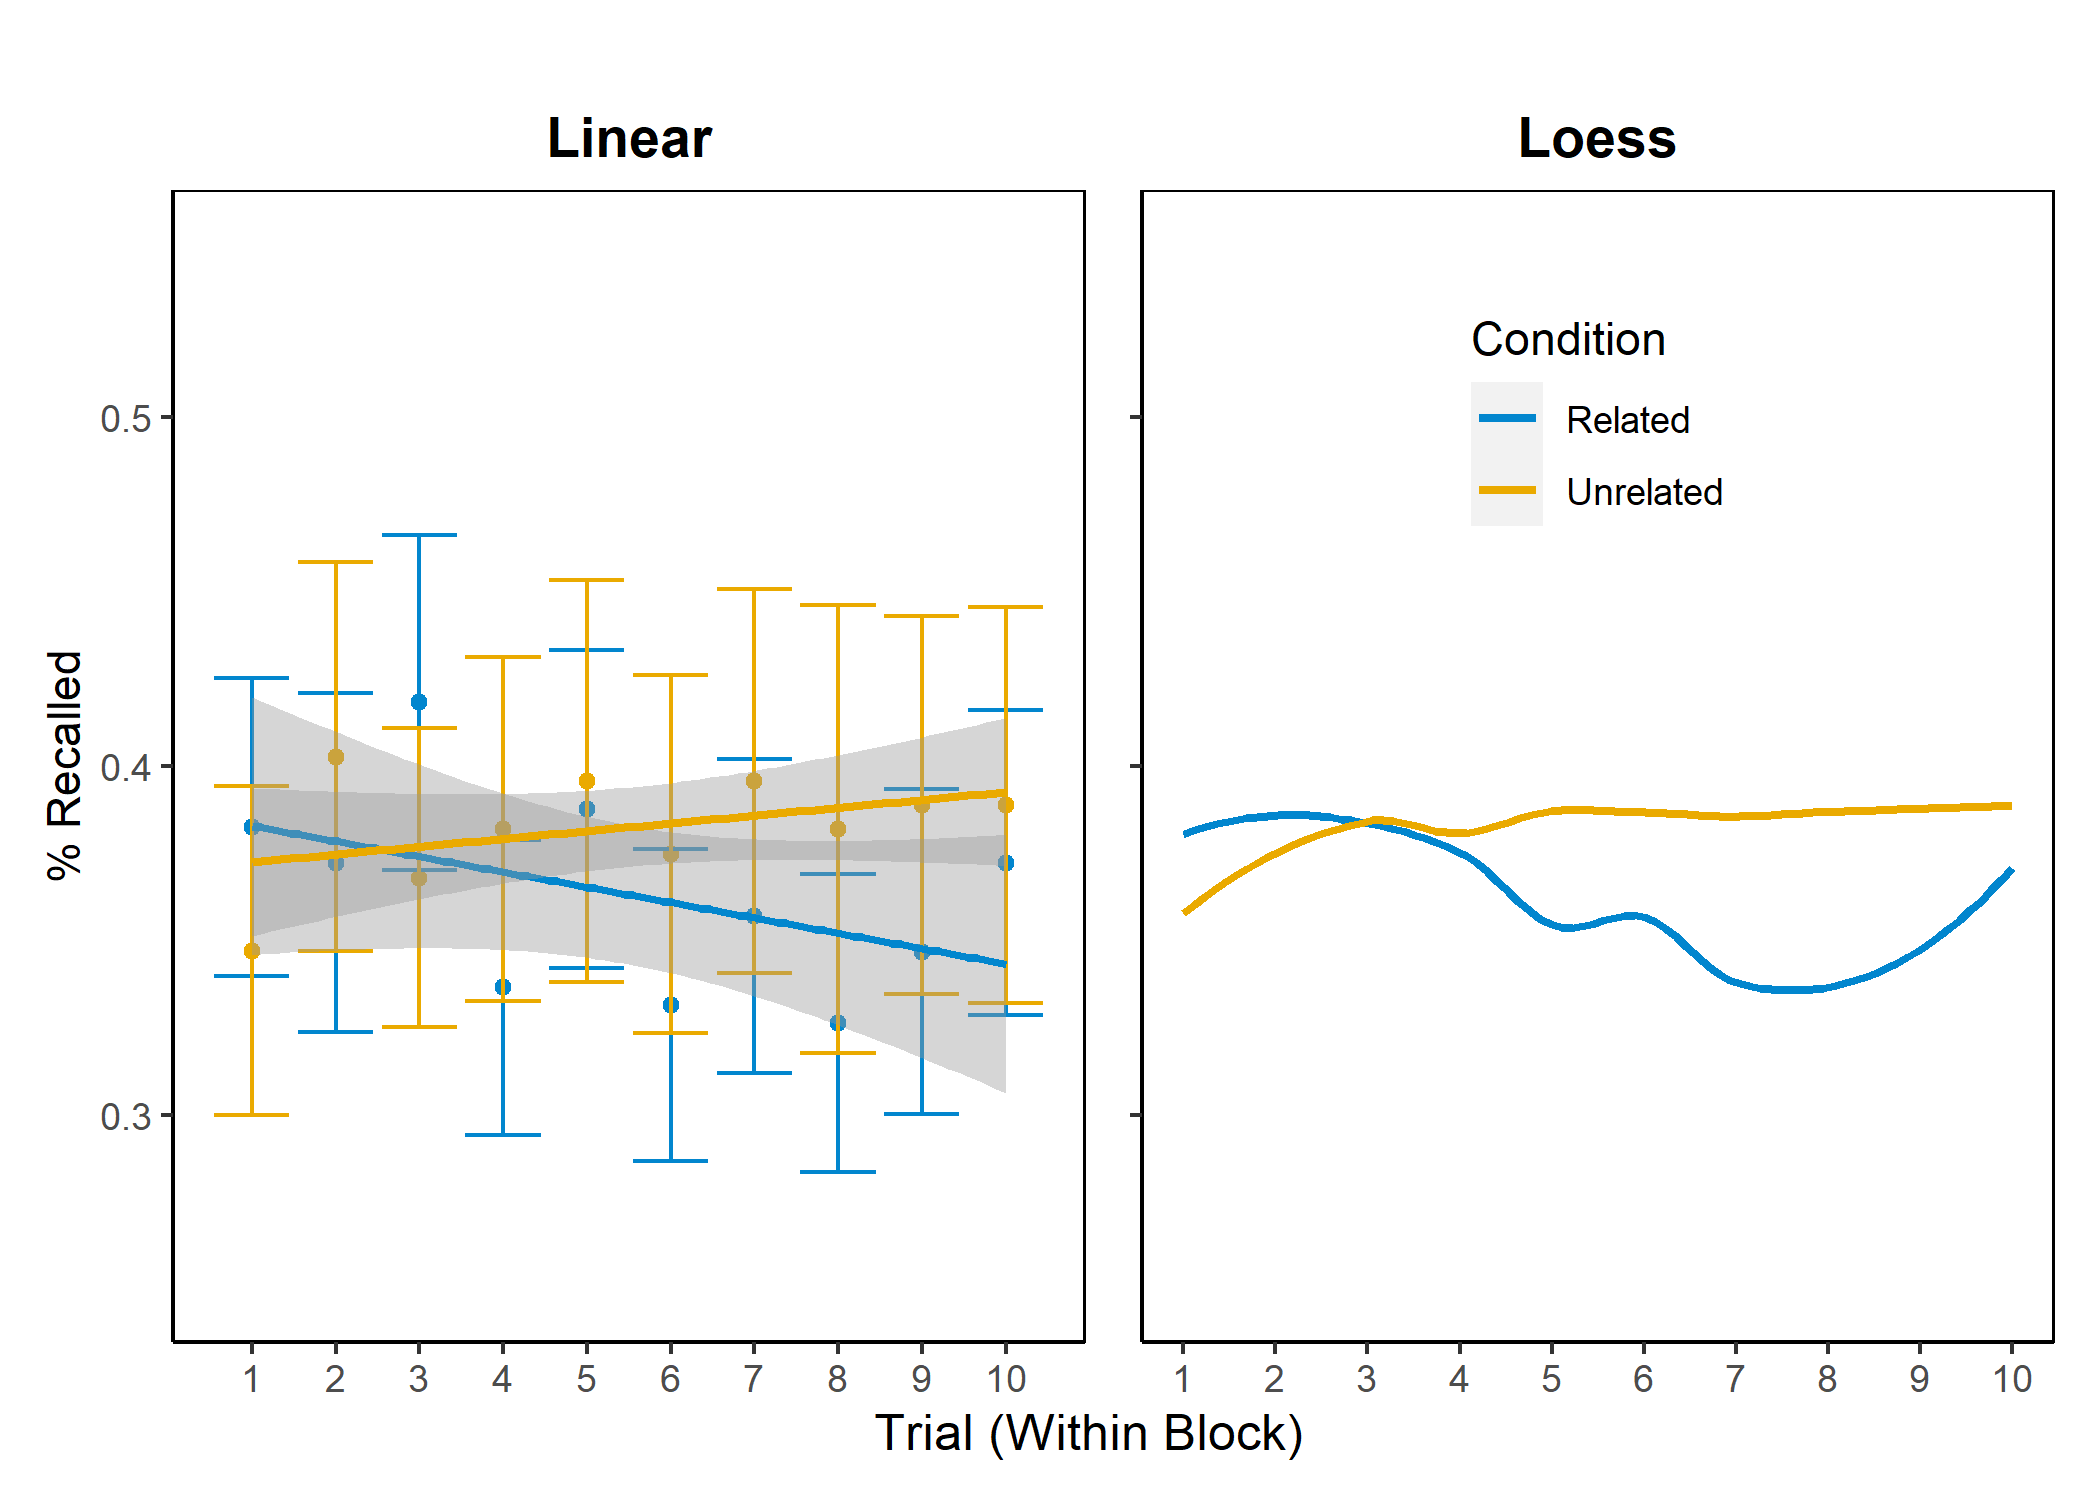 Linear
Loess
% Recalled
0.5
0.4
0.3
Condition
Related
Unrelated
1 2 3 4 5 6 7 8 9 10
1 2 3 4 5 6 7 8 9 10
Trial (Within Block)